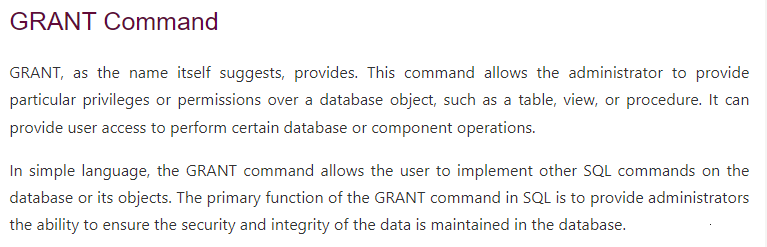 GRANT Command
GRANT, as the name itself suggests, provides. This command allows the administrator to provide
particular privileges or permissions over a database object, such as a table, view, or procedure. It can
provide user access to perform certain database or component operations.
In simple language, the GRANT command allows the user to implement other SQL commands on the
database or its objects. The primary function of the GRANT command in SQL is to provide administrators
the ability to ensure the security and integrity of the data is maintained in the database.